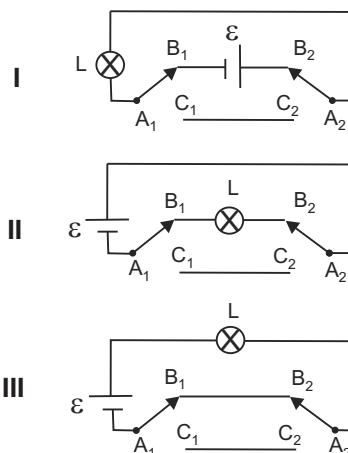 ε
B₁ B₂
L
I
C₁ C₂
A₁ A₂
L
B₁ B₂
ε
II
A₁ C₁ C₂ A₂
L
B₁ B₂
III
ε
C₁ C₂
A₁ A₂